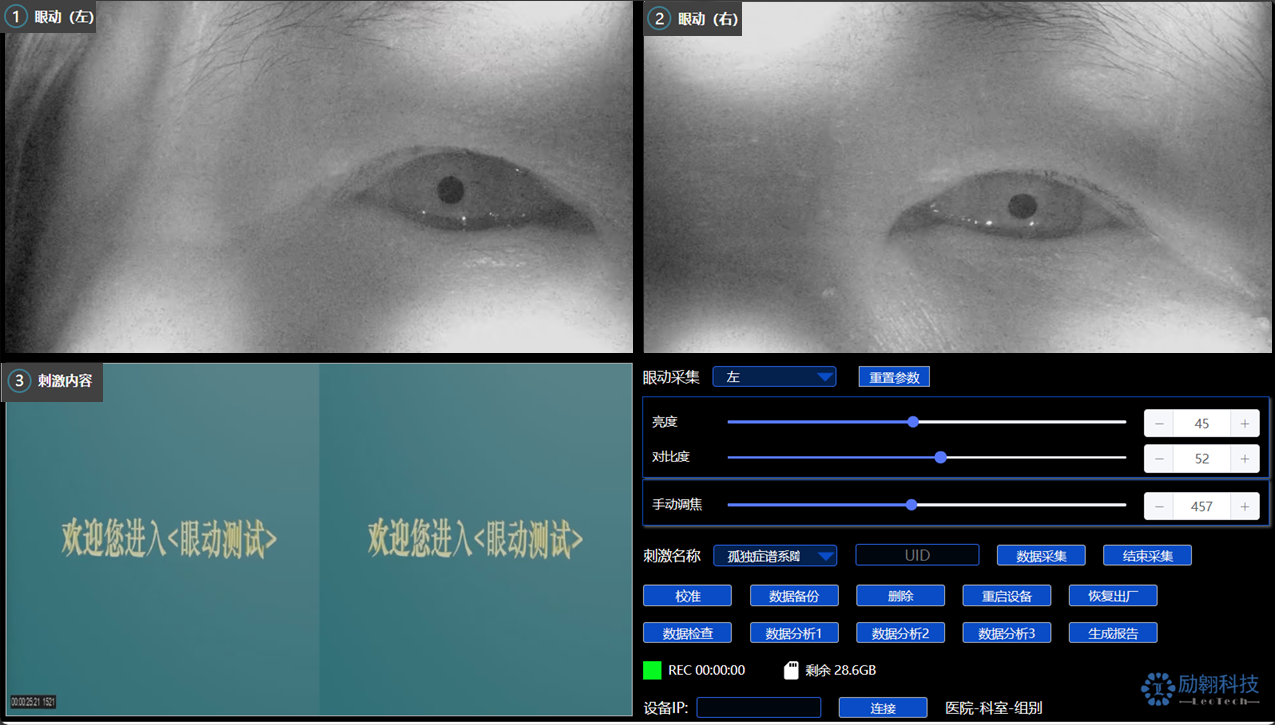 1 眼动（左）
2 眼动（右）
3 刺激内容
欢迎您进入<眼动测试> 欢迎您进入<眼动测试>
00:00:25:21 1521
眼动采集 左 重置参数
亮度 − 45 +
对比度 − 52 +
手动调焦 − 457 +
刺激名称 孤独症谱系障 UID 数据采集 结束采集
校准 数据备份 删除 重启设备 恢复出厂
数据检查 数据分析1 数据分析2 数据分析3 生成报告
REC 00:00:00 剩余 28.6GB
设备IP: 连接 医院-科室-组别
励翱科技
LeoTech